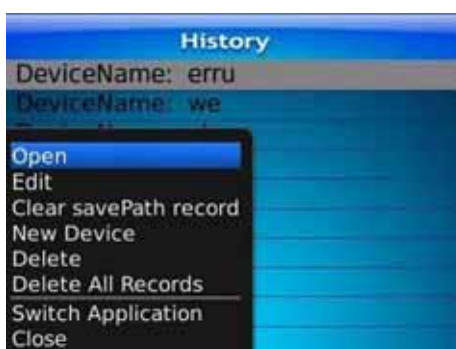 History
DeviceName: erru
DeviceName: we
Open
Edit
Clear savePath record
New Device
Delete
Delete All Records
Switch Application
Close